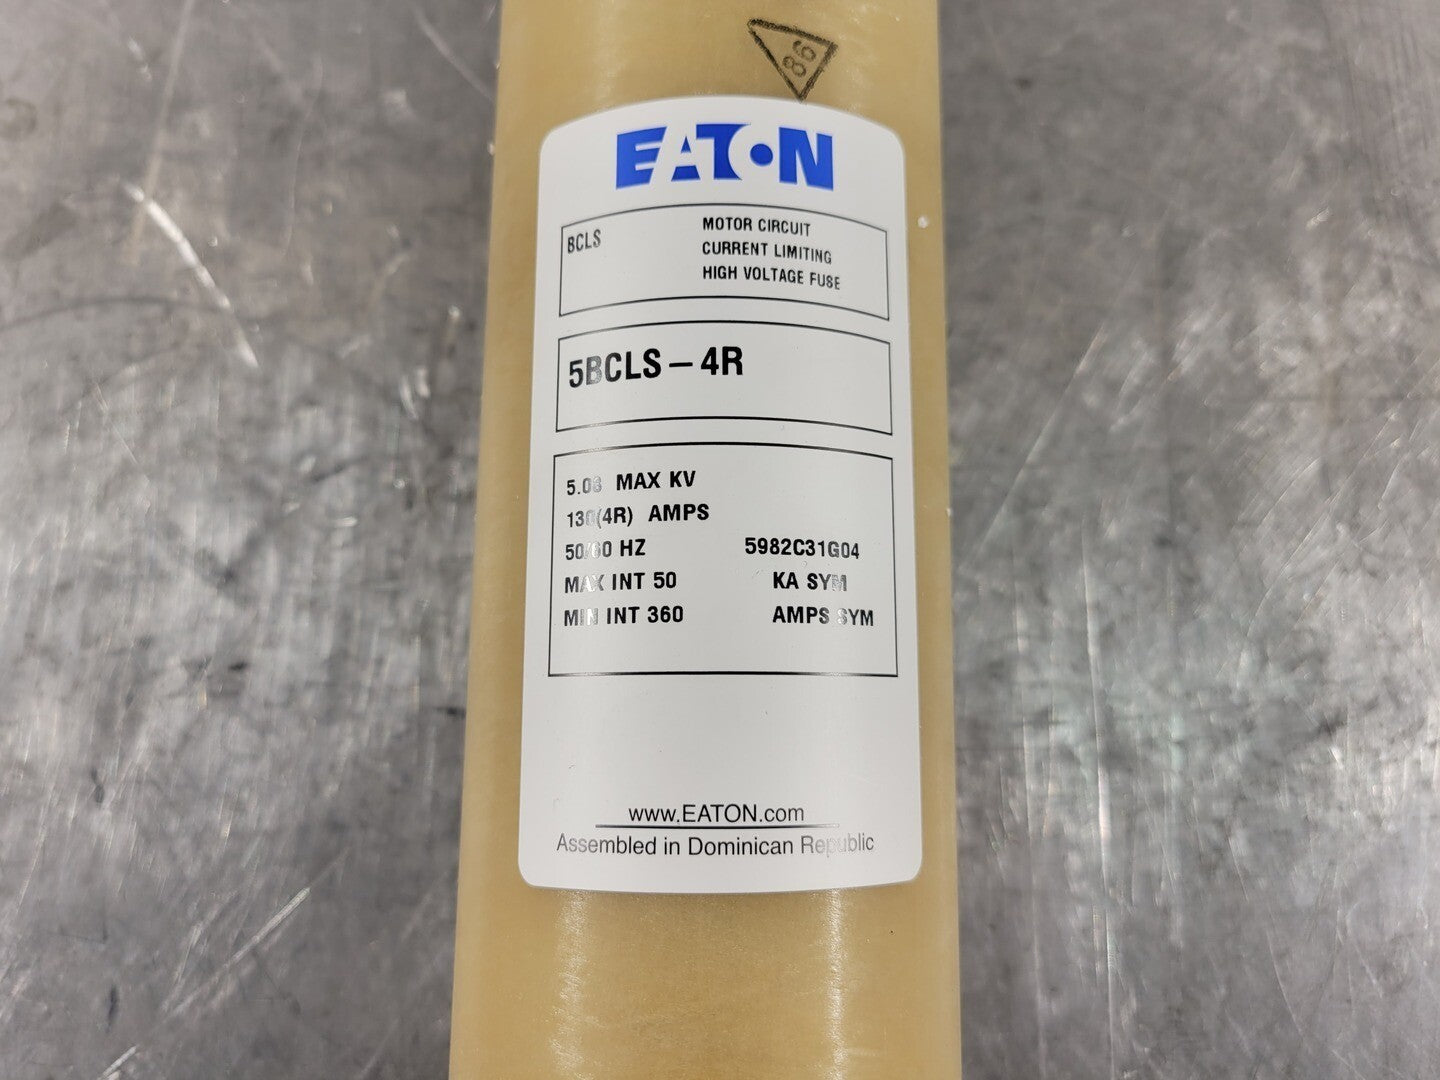 86
EATON
BCLS
MOTOR CIRCUIT
CURRENT LIMITING
HIGH VOLTAGE FUSE
5BCLS – 4R
5.08 MAX KV
130(4R) AMPS
50/60 HZ 5982C31G04
MAX INT 50 KA SYM
MIN INT 360 AMPS SYM
www.EATON.com
Assembled in Dominican Republic